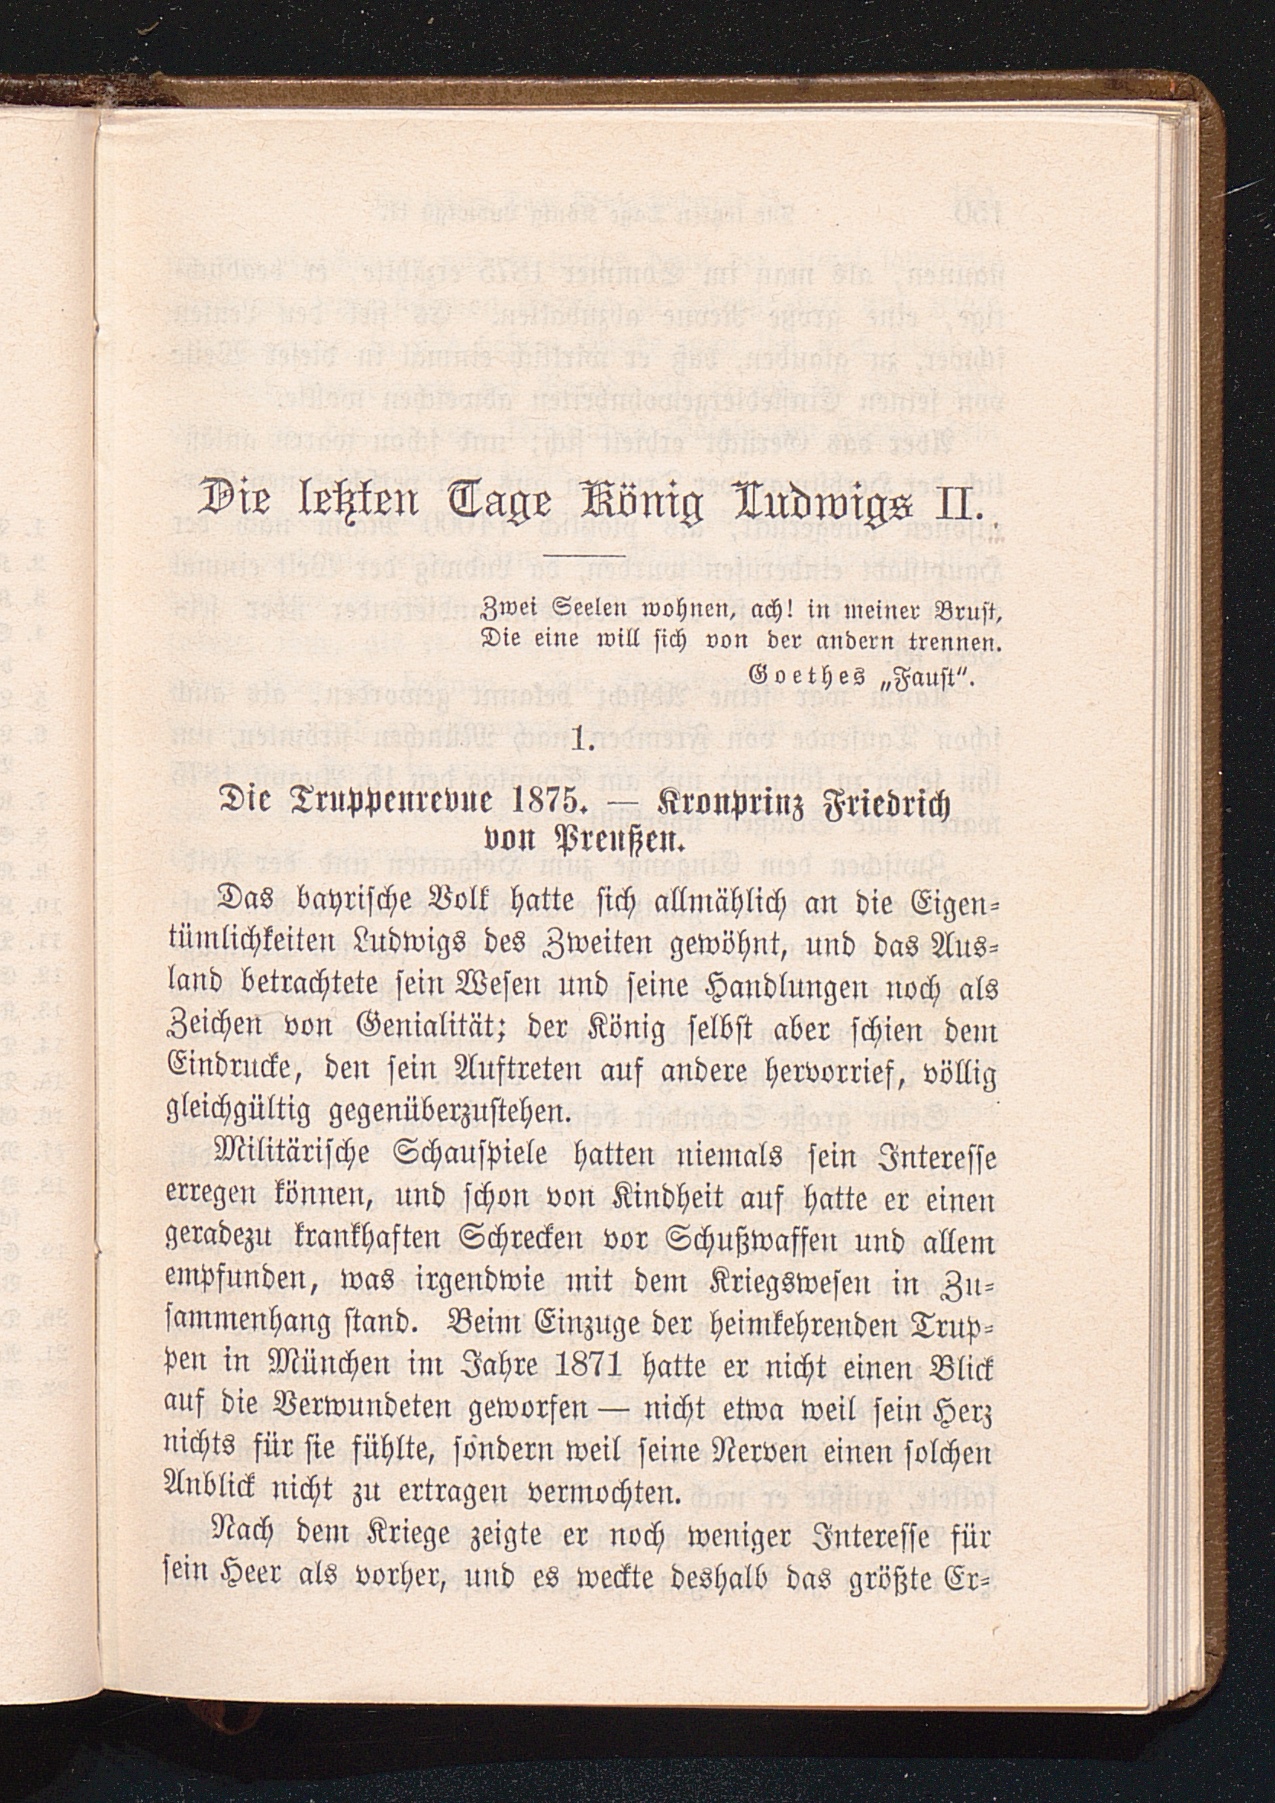 Die letzten Tage König Ludwigs II.
Zwei Seelen wohnen, ach! in meiner Brust,
Die eine will sich von der andern trennen.
Goethes „Faust“.
1.
Die Truppenrevue 1875. — Kronprinz Friedrich
von Preußen.
Das bayrische Volk hatte sich allmählich an die Eigen-
tümlichkeiten Ludwigs des Zweiten gewöhnt, und das Aus-
land betrachtete sein Wesen und seine Handlungen noch als
Zeichen von Genialität; der König selbst aber schien dem
Eindrucke, den sein Auftreten auf andere hervorrief, völlig
gleichgültig gegenüberzustehen.
Militärische Schauspiele hatten niemals sein Interesse
erregen können, und schon von Kindheit auf hatte er einen
geradezu krankhaften Schrecken vor Schußwaffen und allem
empfunden, was irgendwie mit dem Kriegswesen in Zu-
sammenhang stand. Beim Einzuge der heimkehrenden Trup-
pen in München im Jahre 1871 hatte er nicht einen Blick
auf die Verwundeten geworfen — nicht etwa weil sein Herz
nichts für sie fühlte, sondern weil seine Nerven einen solchen
Anblick nicht zu ertragen vermochten.
Nach dem Kriege zeigte er noch weniger Interesse für
sein Heer als vorher, und es weckte deshalb das größte Er-